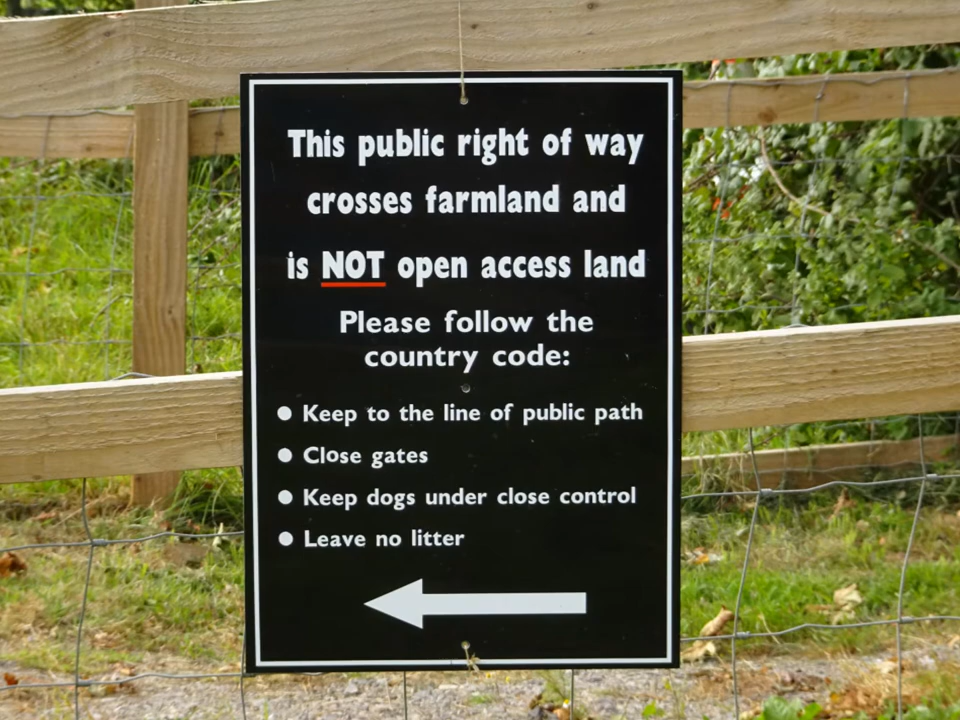 This public right of way
crosses farmland and
is NOT open access land
Please follow the
country code:
● Keep to the line of public path
● Close gates
● Keep dogs under close control
● Leave no litter